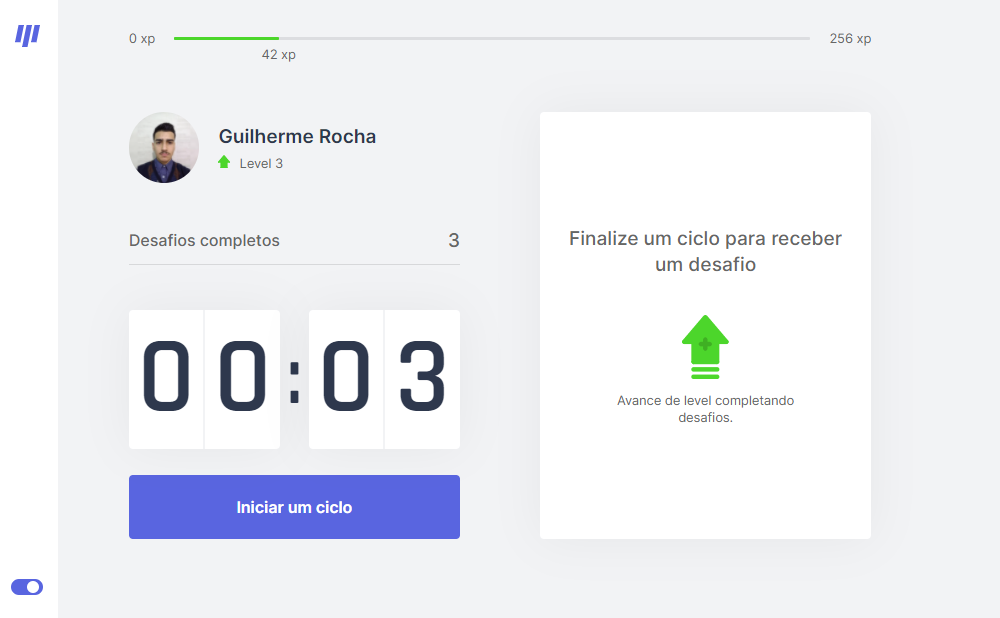 0 xp
42 xp
256 xp
Guilherme Rocha
Level 3
Desafios completos 3
00:03
Iniciar um ciclo
Finalize um ciclo para receber
um desafio
Avance de level completando
desafios.